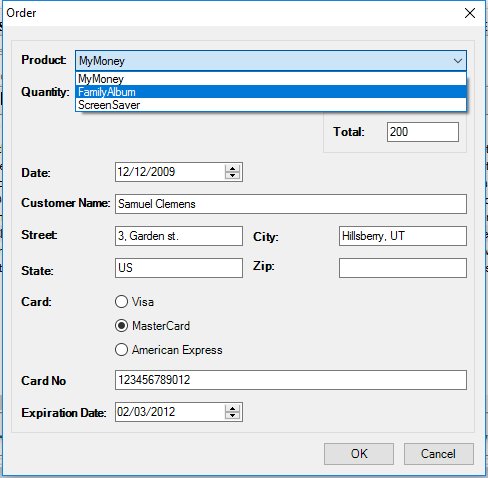 Order
Product: MyMoney
MyMoney
FamilyAlbum
ScreenSaver
Quantity:
Total: 200
Date: 12/12/2009
Customer Name: Samuel Clemens
Street: 3, Garden st. City: Hillsberry, UT
State: US Zip:
Card: Visa
MasterCard
American Express
Card No 123456789012
Expiration Date: 02/03/2012
OK Cancel